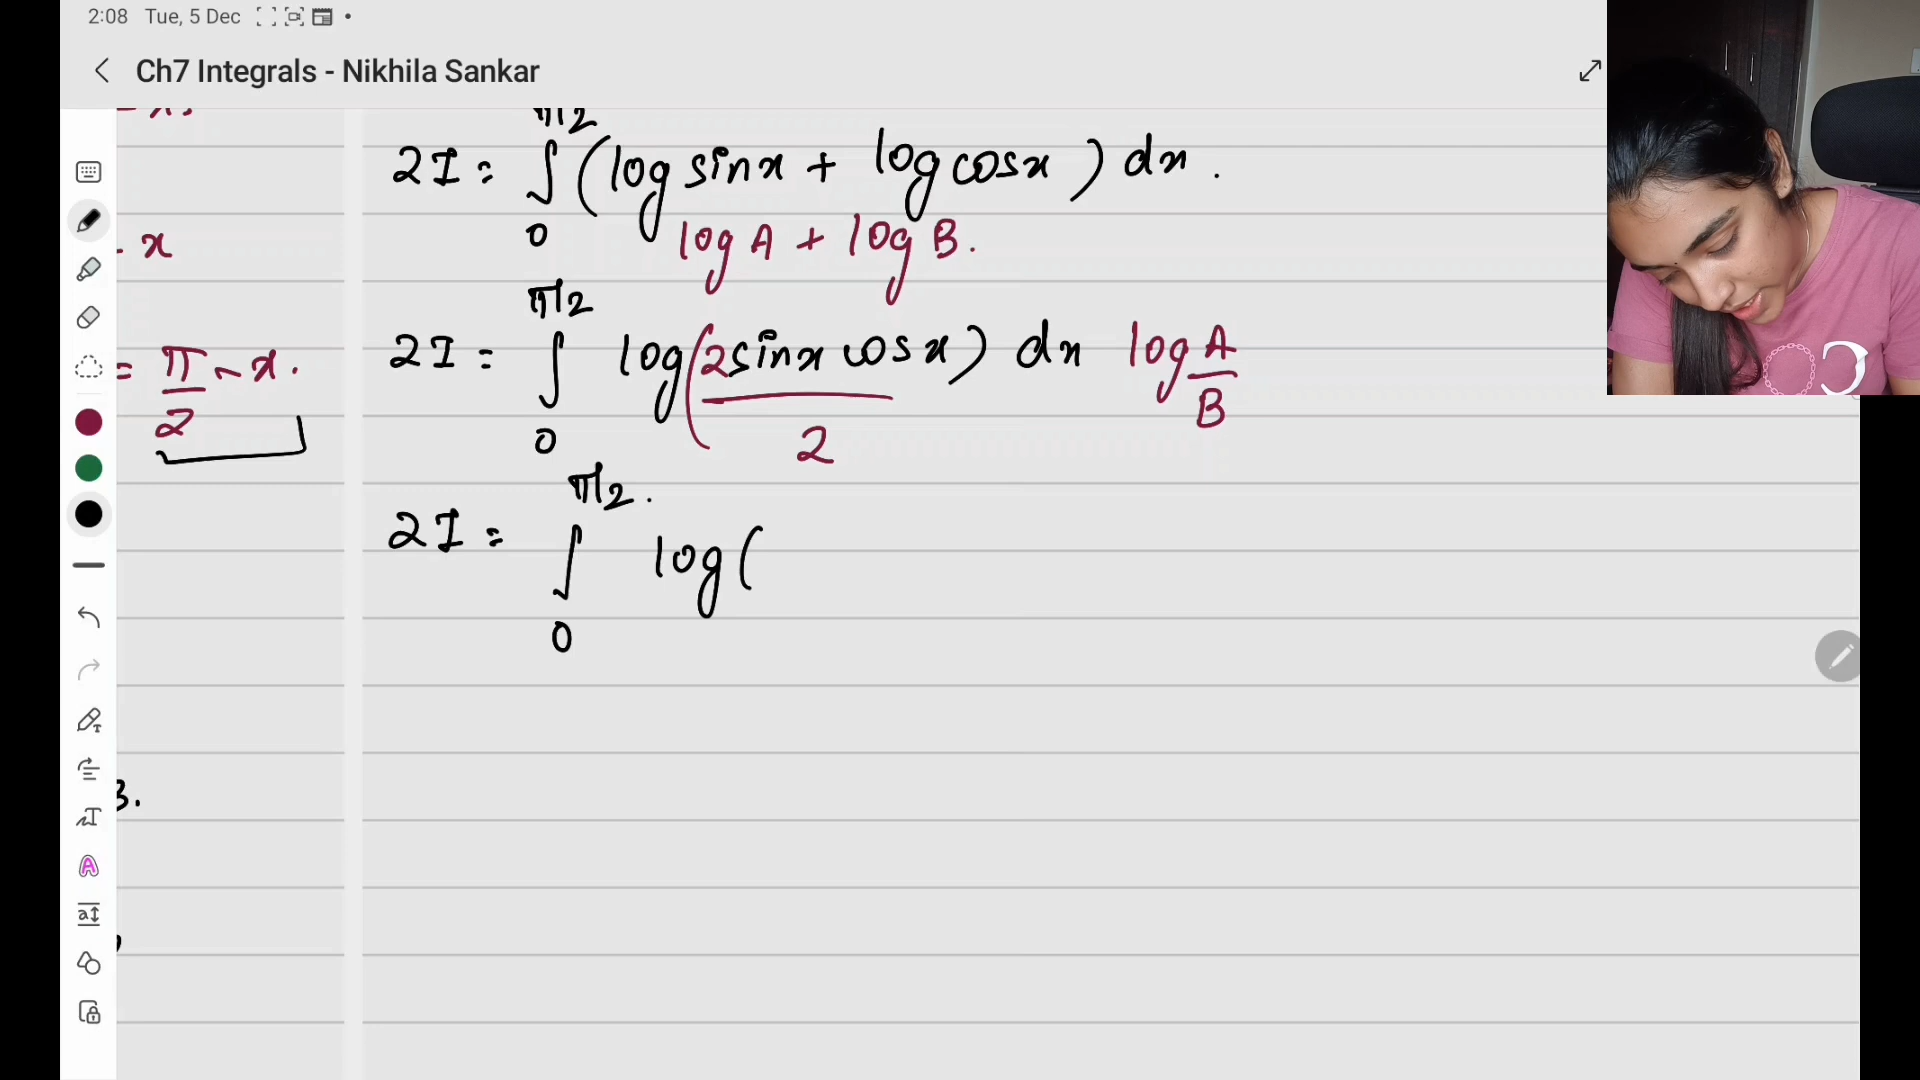 2:08 Tue, 5 Dec
Ch7 Integrals - Nikhila Sankar
- x.
- x
= π/2 - x.
3.
π/2
2I = ∫ (log sinx + log cosx) dx.
0
log A + log B.
π/2
2I = ∫ log(2sinx cosx) dx log A/B
0 2
π/2.
2I = ∫ log(
0